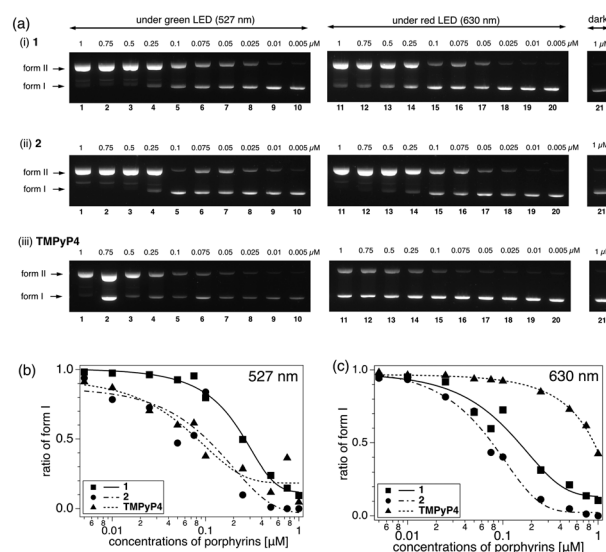 (a)
under green LED (527 nm) under red LED (630 nm) dark
(i) 1
1 0.75 0.5 0.25 0.1 0.075 0.05 0.025 0.01 0.005 µM 1 0.75 0.5 0.25 0.1 0.075 0.05 0.025 0.01 0.005 µM 1 µM
form II
form I
1 2 3 4 5 6 7 8 9 10 11 12 13 14 15 16 17 18 19 20 21
(ii) 2
1 0.75 0.5 0.25 0.1 0.075 0.05 0.025 0.01 0.005 µM 1 0.75 0.5 0.25 0.1 0.075 0.05 0.025 0.01 0.005 µM 1 µM
form II
form I
1 2 3 4 5 6 7 8 9 10 11 12 13 14 15 16 17 18 19 20 21
(iii) TMPyP4
1 0.75 0.5 0.25 0.1 0.075 0.05 0.025 0.01 0.005 µM 1 0.75 0.5 0.25 0.1 0.075 0.05 0.025 0.01 0.005 µM 1 µM
form II
form I
1 2 3 4 5 6 7 8 9 10 11 12 13 14 15 16 17 18 19 20 21
(b)
527 nm
ratio of form I
1.0
0.5
0.0
1
2
TMPyP4
6 8 0.01 2 4 6 8 0.1 2 4 6 8 1
concentrations of porphyrins [µM]
(c)
630 nm
ratio of form I
1.0
0.5
0.0
1
2
TMPyP4
6 8 0.01 2 4 6 8 0.1 2 4 6 8 1
concentrations of porphyrins [µM]